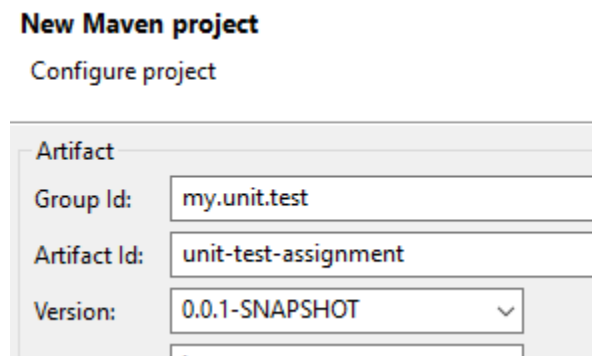 New Maven project
Configure project
Artifact
Group Id: my.unit.test
Artifact Id: unit-test-assignment
Version: 0.0.1-SNAPSHOT